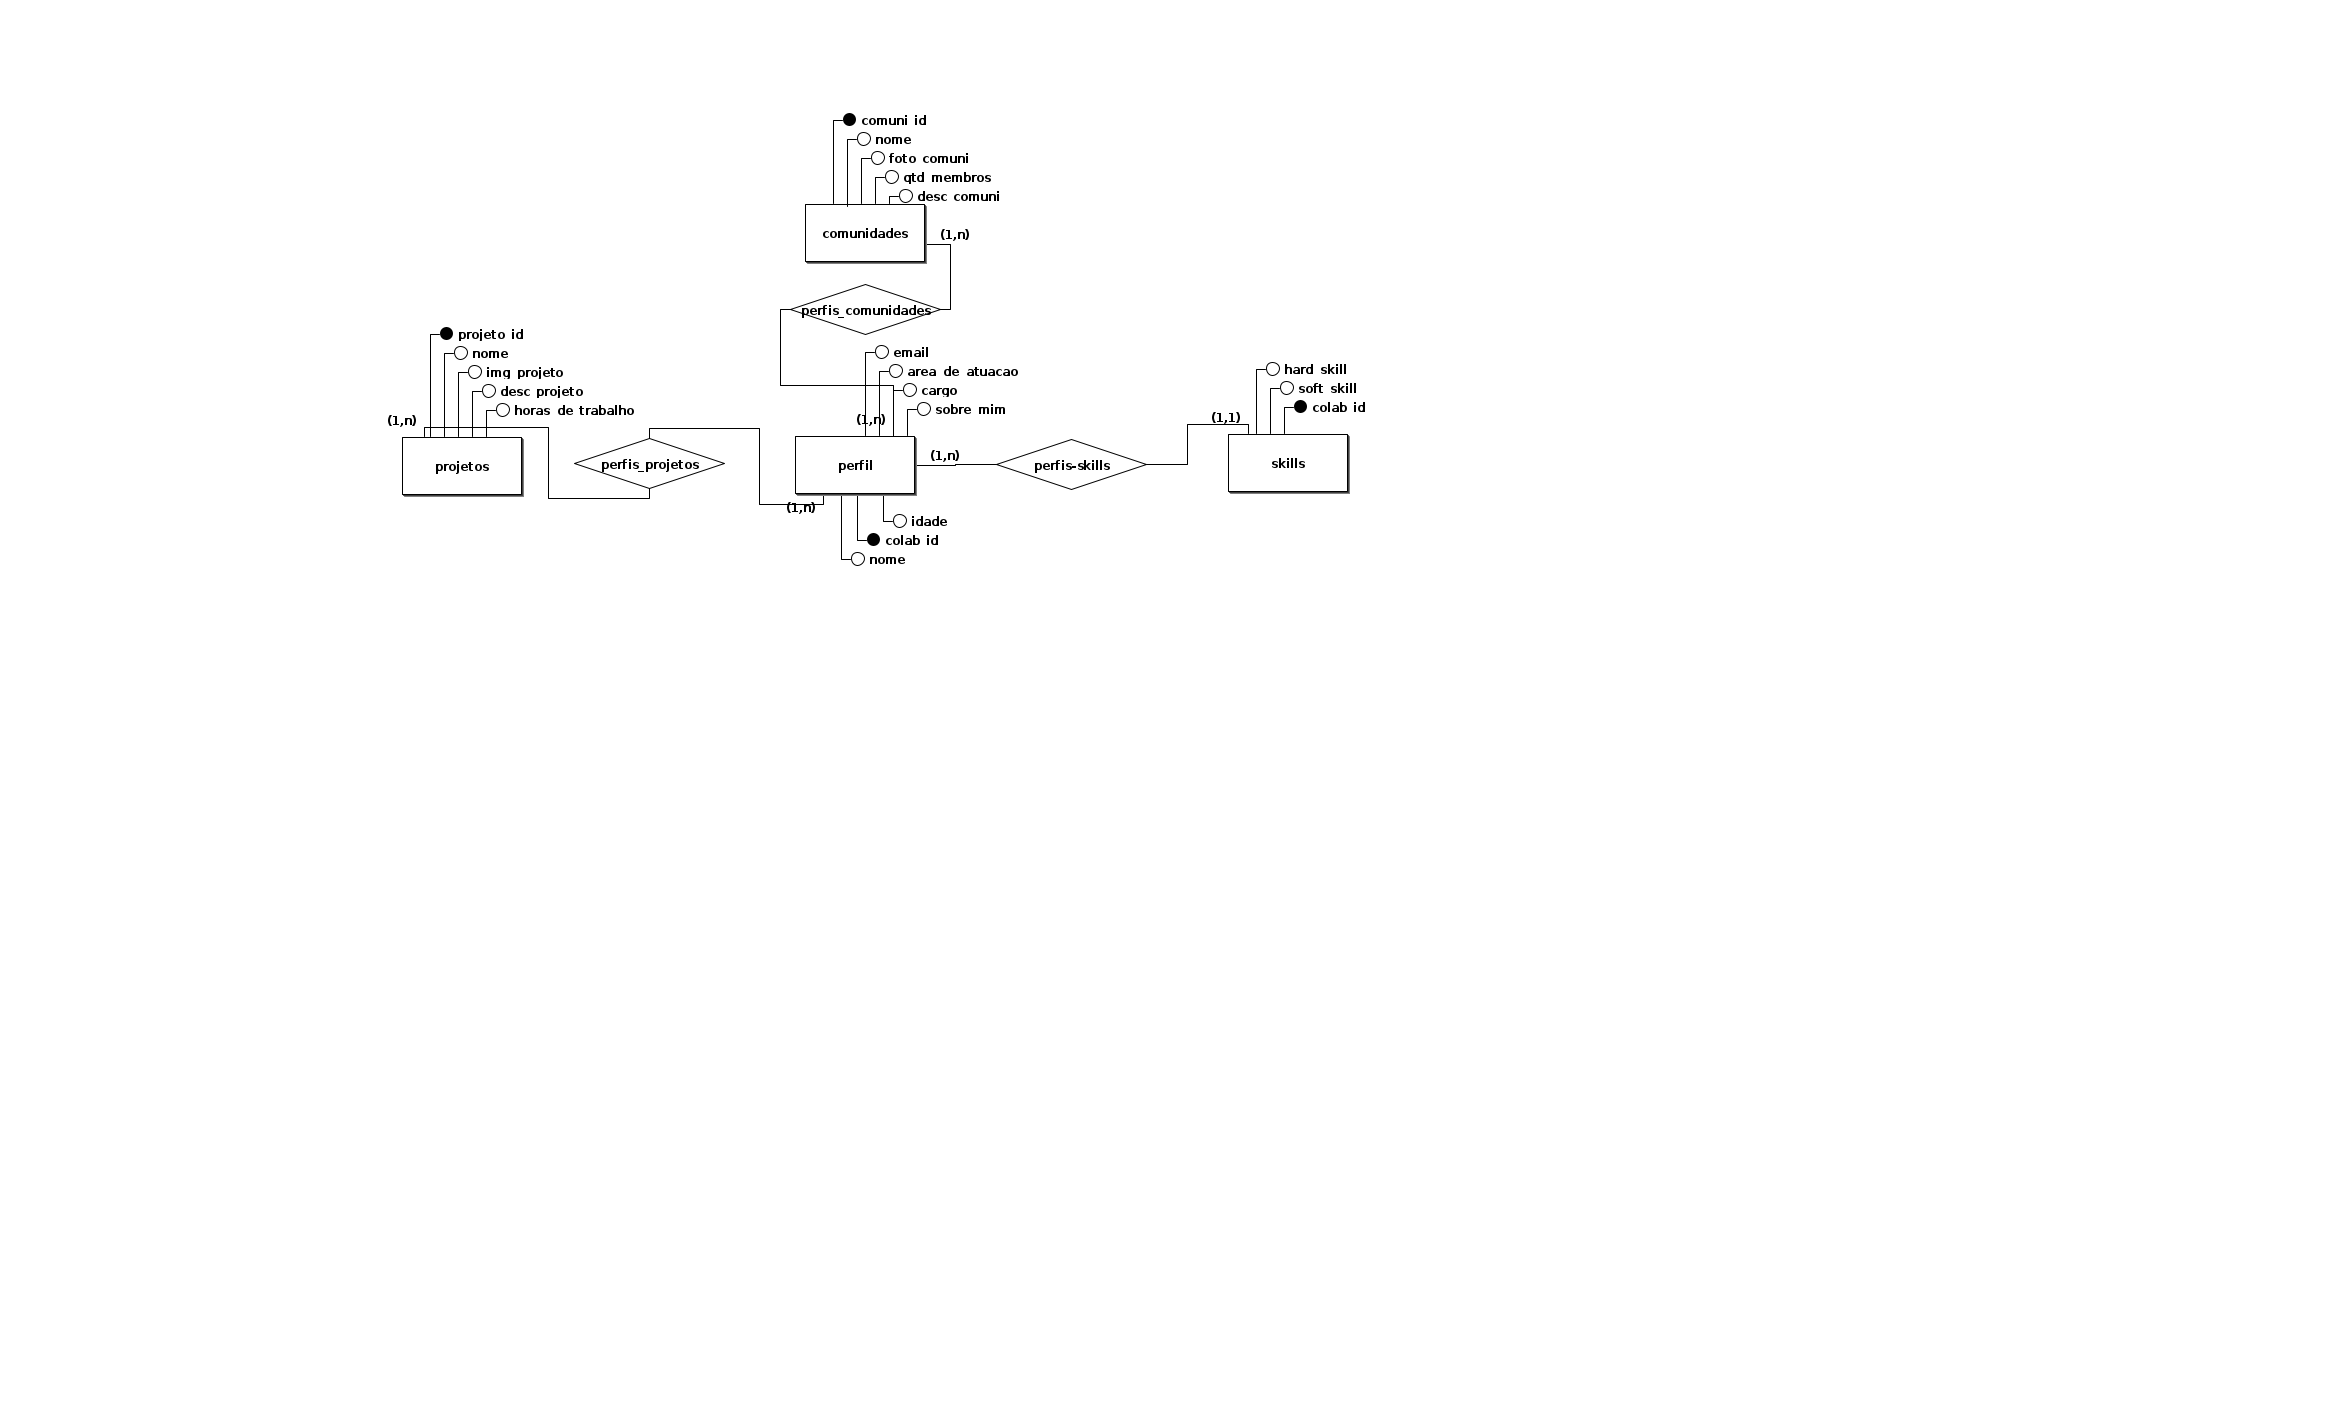 comuni id
nome
foto comuni
qtd membros
desc comuni
comunidades
(1,n)
perfis_comunidades
projeto id
nome
img projeto
desc projeto
horas de trabalho
(1,n)
projetos
perfis_projetos
email
area de atuacao
cargo
sobre mim
(1,n)
perfil
(1,n)
(1,n)
idade
colab id
nome
perfis-skills
hard skill
soft skill
colab id
(1,1)
skills